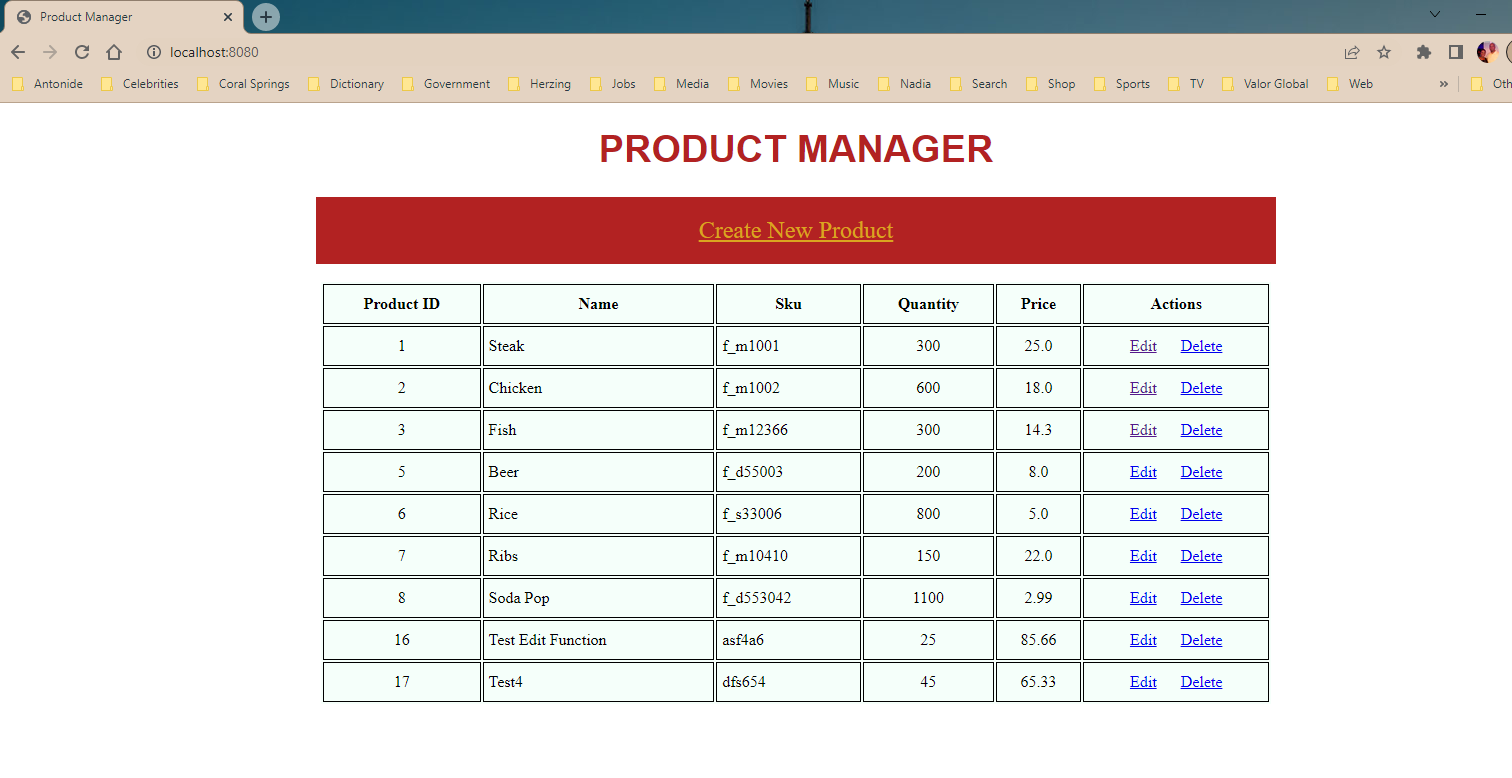 Product Manager
localhost:8080
Antonide Celebrities Coral Springs Dictionary Government Herzing Jobs Media Movies Music Nadia Search Shop Sports TV Valor Global Web » Oth
PRODUCT MANAGER
Create New Product
Product ID Name Sku Quantity Price Actions
1 Steak f_m1001 300 25.0 Edit Delete
2 Chicken f_m1002 600 18.0 Edit Delete
3 Fish f_m12366 300 14.3 Edit Delete
5 Beer f_d55003 200 8.0 Edit Delete
6 Rice f_s33006 800 5.0 Edit Delete
7 Ribs f_m10410 150 22.0 Edit Delete
8 Soda Pop f_d553042 1100 2.99 Edit Delete
16 Test Edit Function asf4a6 25 85.66 Edit Delete
17 Test4 dfs654 45 65.33 Edit Delete